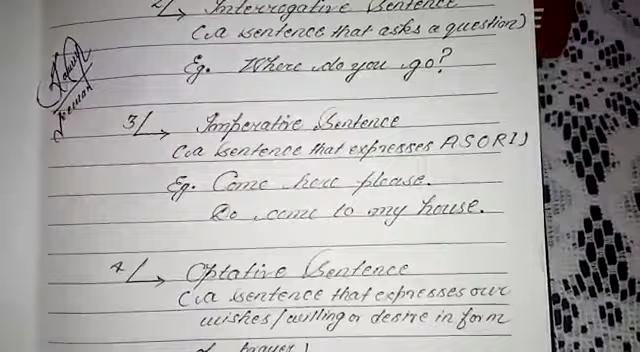 2/ Interrogative Sentence
(a sentence that asks a question)
Eg. Where do you go?
3/ Imperative Sentence
(a sentence that expresses ASORI)
Eg. Come here please.
Do come to my house.
4/ Optative Sentence
(a sentence that expresses our
wishes/willing or desire in form
of prayer)